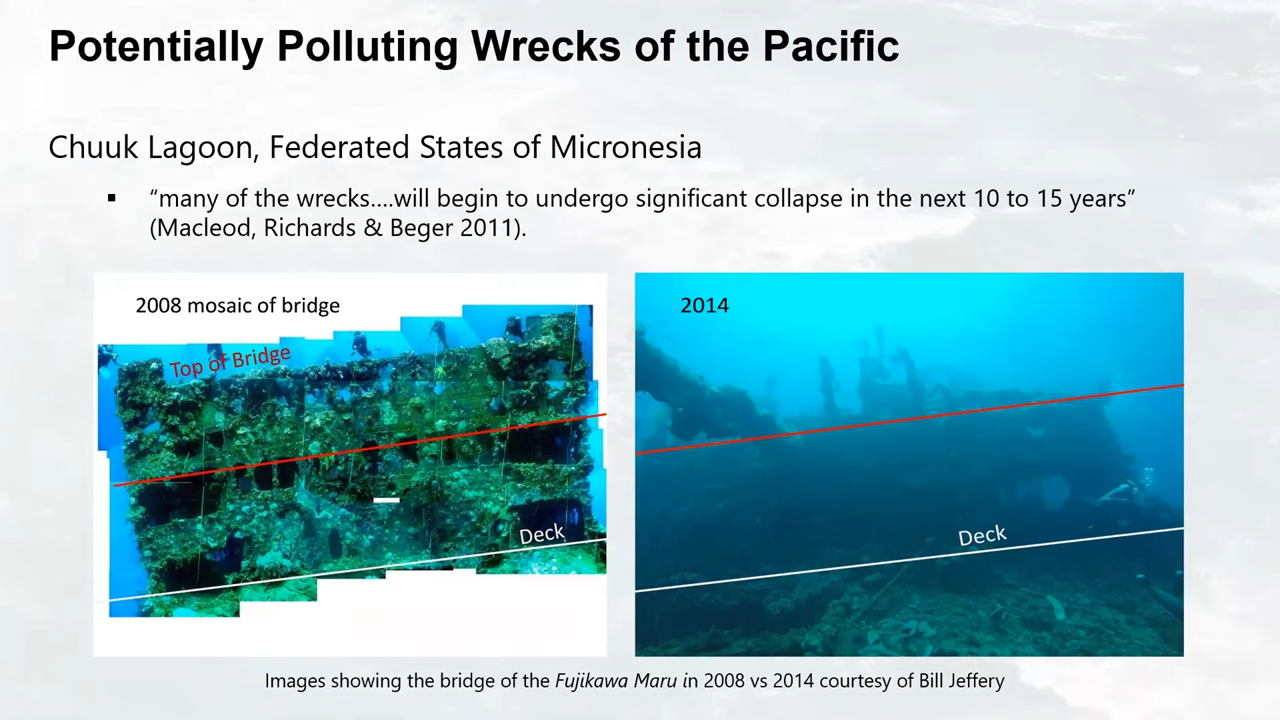 Potentially Polluting Wrecks of the Pacific
Chuuk Lagoon, Federated States of Micronesia
▪ “many of the wrecks....will begin to undergo significant collapse in the next 10 to 15 years”
(Macleod, Richards & Beger 2011).
2008 mosaic of bridge
Top of Bridge
Deck
2014
Deck
Images showing the bridge of the Fujikawa Maru in 2008 vs 2014 courtesy of Bill Jeffery